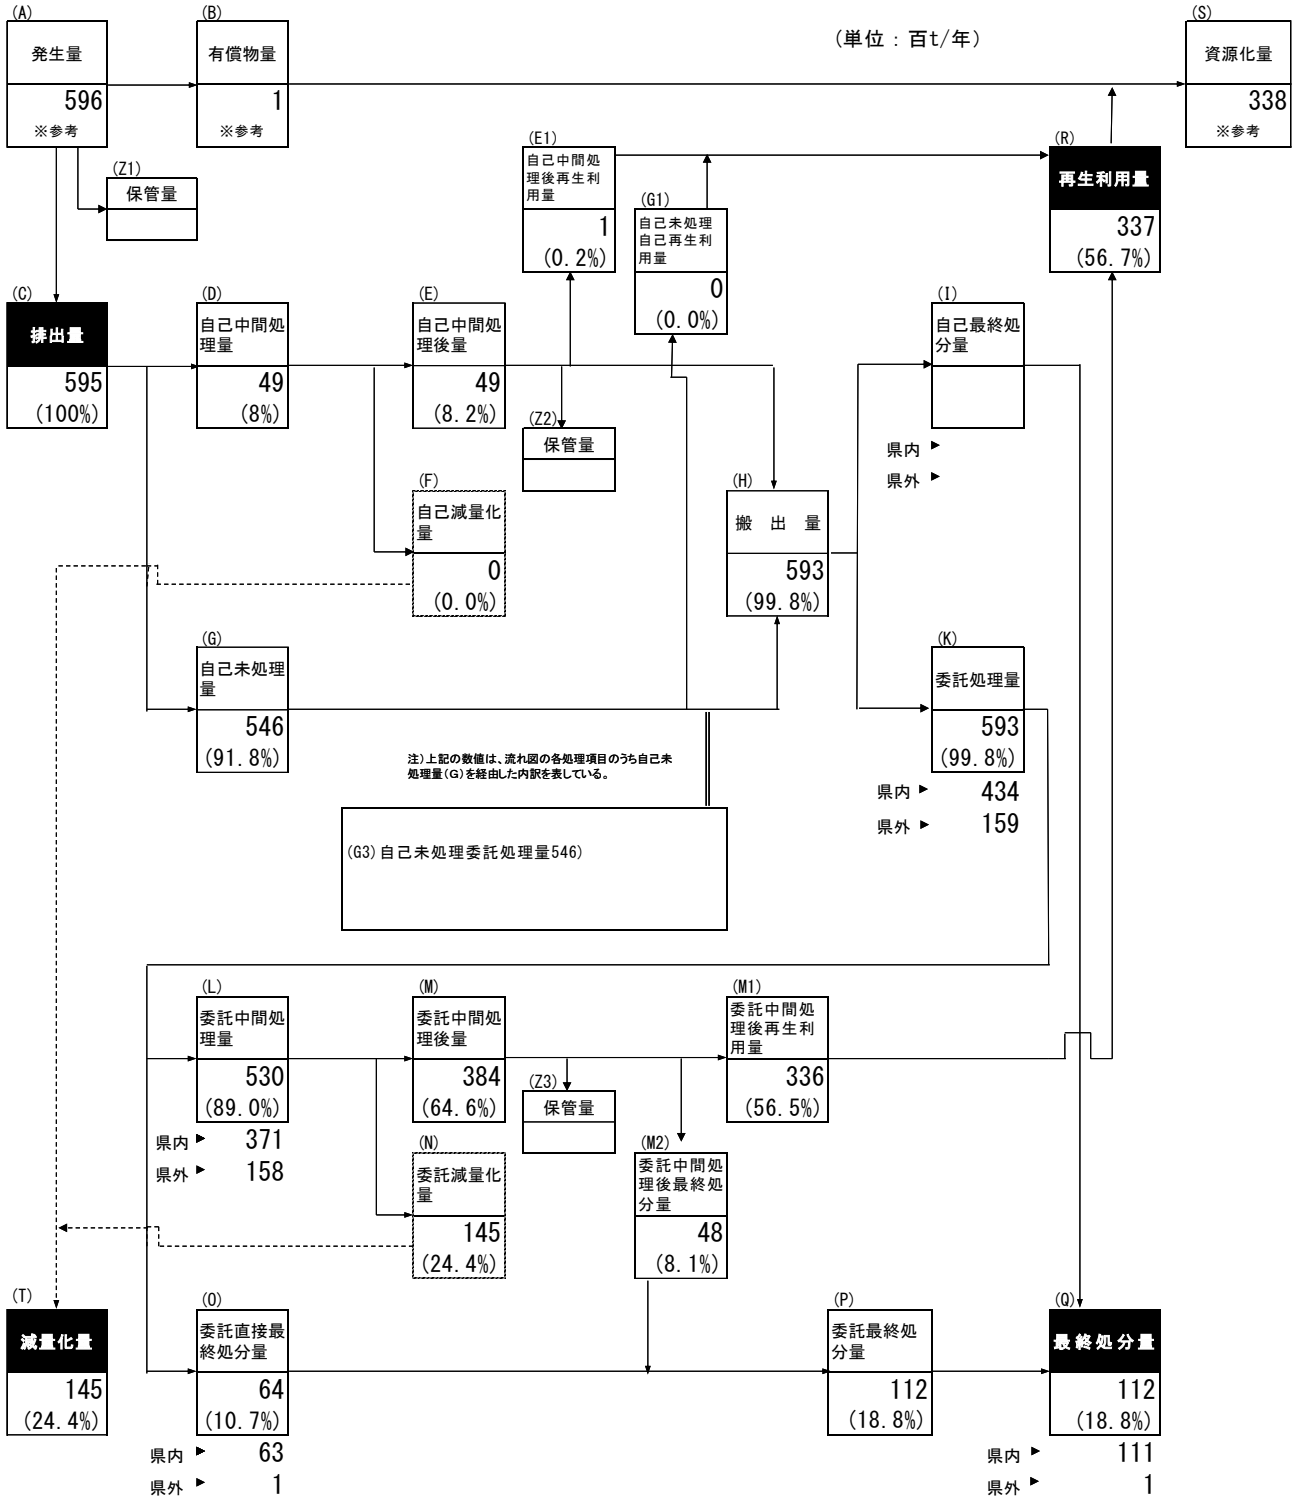 (A)
発生量
596
※参考
(B)
有償物量
1
※参考
(単位：百t/年)
(S)
資源化量
338
※参考
(Z1)
保管量
(E1)
自己中間処
理後再生利
用量
1
(0.2%)
(G1)
自己未処理
自己再生利
用量
0
(0.0%)
(R)
再生利用量
337
(56.7%)
(C)
排出量
595
(100%)
(D)
自己中間処
理量
49
(8%)
(E)
自己中間処
理後量
49
(8.2%)
(Z2)
保管量
(I)
自己最終処
分量
県内
県外
(F)
自己減量化
量
0
(0.0%)
(H)
搬出量
593
(99.8%)
(G)
自己未処理
量
546
(91.8%)
(K)
委託処理量
593
(99.8%)
県内 434
県外 159
注）上記の数値は、流れ図の各処理項目のうち自己未
処理量(G)を経由した内訳を表している。
(G3)自己未処理委託処理量546)
(L)
委託中間処
理量
530
(89.0%)
県内 371
県外 158
(M)
委託中間処
理後量
384
(64.6%)
(Z3)
保管量
(M1)
委託中間処
理後再生利
用量
336
(56.5%)
(N)
委託減量化
量
145
(24.4%)
(M2)
委託中間処
理後最終処
分量
48
(8.1%)
(T)
減量化量
145
(24.4%)
(O)
委託直接最
終処分量
64
(10.7%)
県内 63
県外 1
(P)
委託最終処
分量
112
(18.8%)
(Q)
最終処分量
112
(18.8%)
県内 111
県外 1